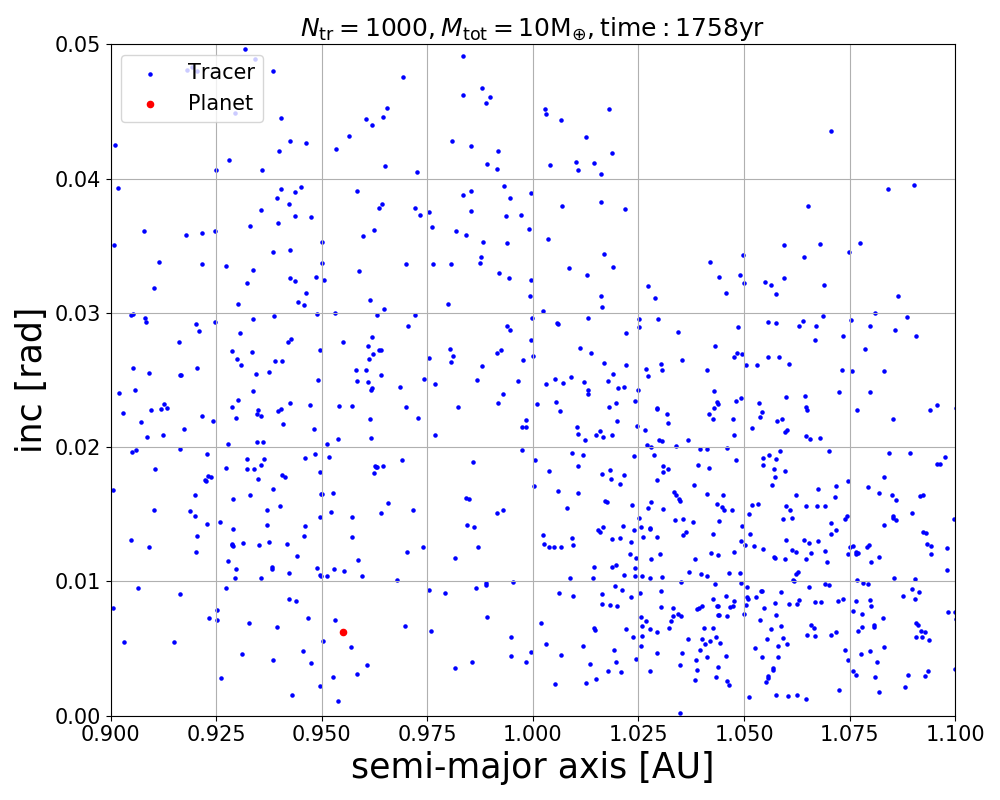 N_tr = 1000, M_tot = 10M_⊕, time : 1758yr
Tracer
Planet
inc [rad]
0.05
0.04
0.03
0.02
0.01
0.00
0.900 0.925 0.950 0.975 1.000 1.025 1.050 1.075 1.100
semi-major axis [AU]